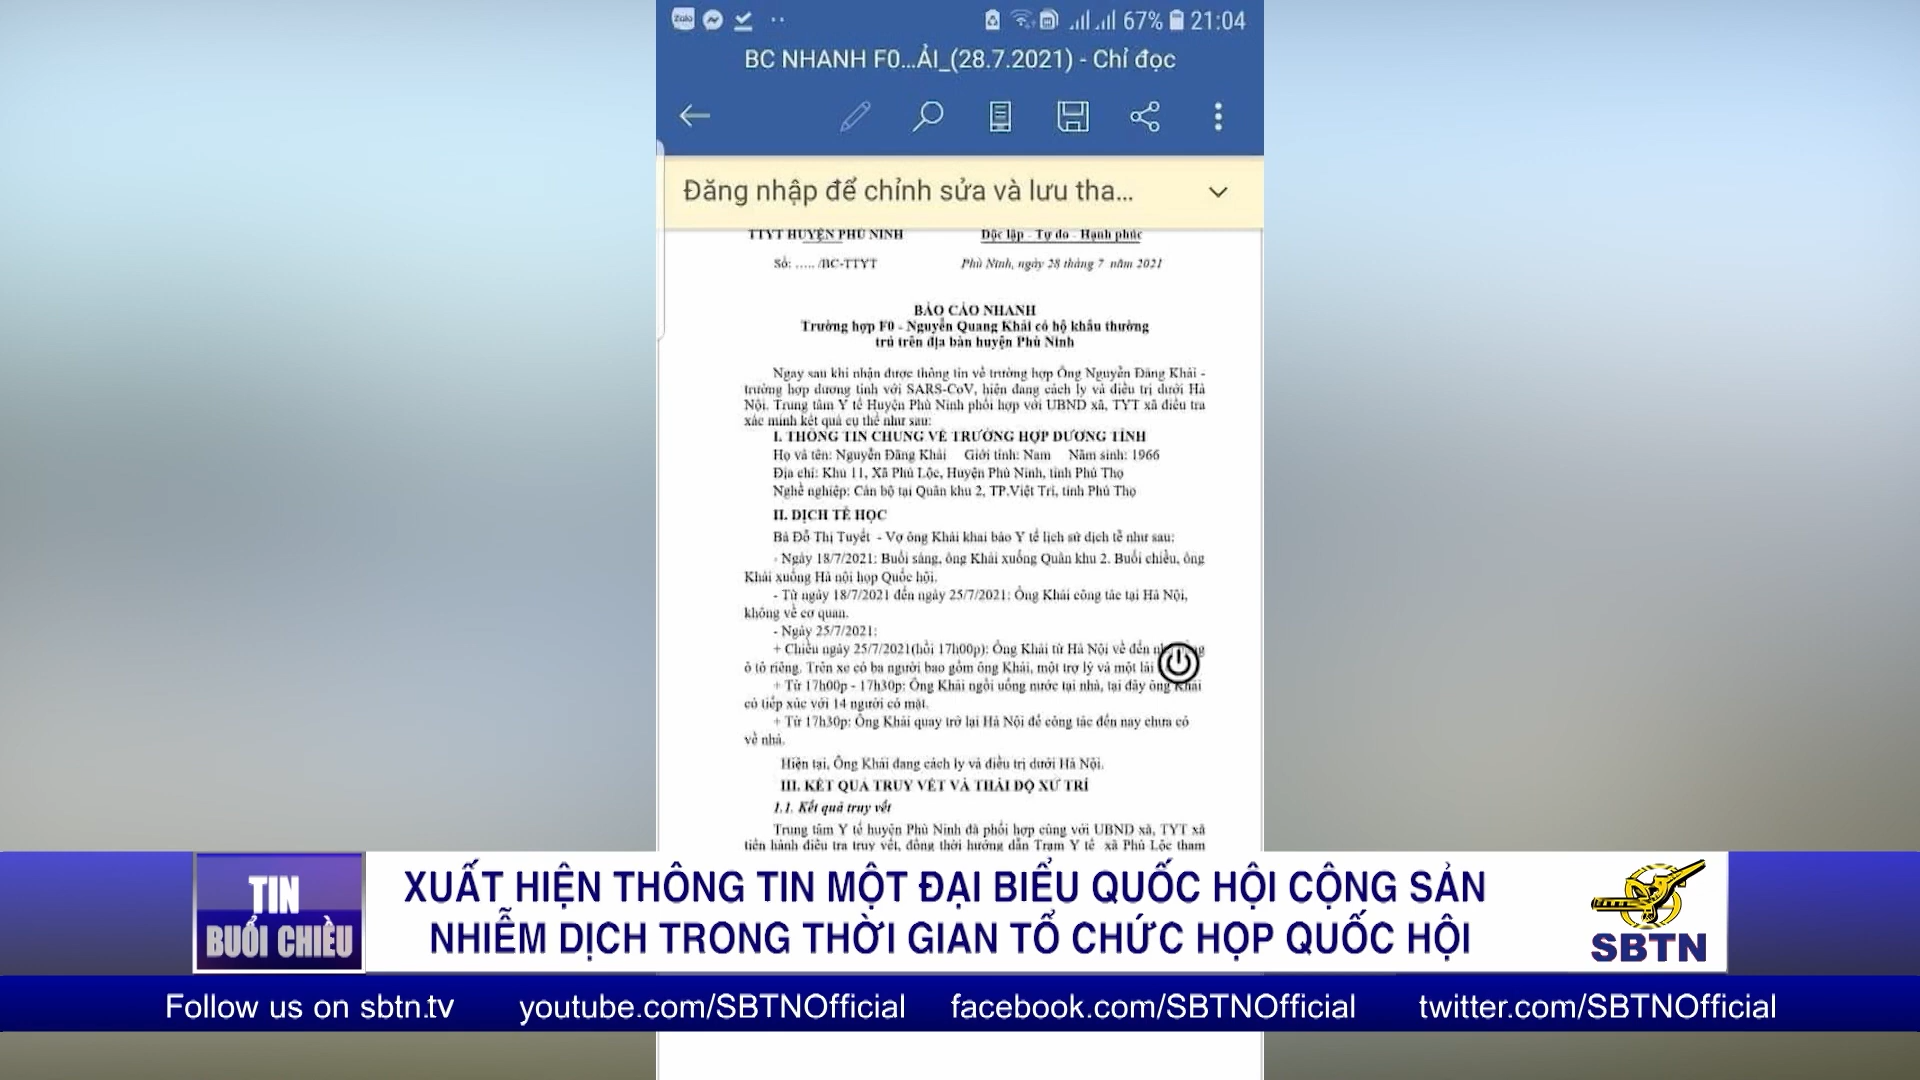 Zalo
67% 21:04
BC NHANH F0...ẢI_(28.7.2021) - Chỉ đọc
Đăng nhập để chỉnh sửa và lưu tha...
TTYT HUYỆN PHÙ NINH Độc lập - Tự do - Hạnh phúc
Số: ..... /BC-TTYT Phù Ninh, ngày 28 tháng 7 năm 2021
BÁO CÁO NHANH
Trường hợp F0 - Nguyễn Quang Khải có hộ khẩu thường
trú trên địa bàn huyện Phù Ninh
Ngay sau khi nhận được thông tin về trường hợp Ông Nguyễn Đăng Khải -
trường hợp dương tính với SARS-CoV, hiện đang cách ly và điều trị dưới Hà
Nội. Trung tâm Y tế Huyện Phù Ninh phối hợp với UBND xã, TYT xã điều tra
xác minh kết quả cụ thể như sau:
I. THÔNG TIN CHUNG VỀ TRƯỜNG HỢP DƯƠNG TÍNH
Họ và tên: Nguyễn Đăng Khải Giới tính: Nam Năm sinh: 1966
Địa chỉ: Khu 11, Xã Phú Lộc, Huyện Phù Ninh, tỉnh Phú Thọ
Nghề nghiệp: Cán bộ tại Quân khu 2, TP.Việt Trì, tỉnh Phú Thọ
II. DỊCH TỄ HỌC
Bà Đỗ Thị Tuyết - Vợ ông Khải khai báo Y tế lịch sử dịch tễ như sau:
- Ngày 18/7/2021: Buổi sáng, ông Khải xuống Quân khu 2. Buổi chiều, ông
Khải xuống Hà nội họp Quốc hội.
- Từ ngày 18/7/2021 đến ngày 25/7/2021: Ông Khải công tác tại Hà Nội,
không về cơ quan.
- Ngày 25/7/2021:
+ Chiều ngày 25/7/2021(hồi 17h00p): Ông Khải từ Hà Nội về đến
ô tô riêng. Trên xe có ba người bao gồm ông Khải, một trợ lý và một lái
+ Từ 17h00p - 17h30p: Ông Khải ngồi uống nước tại nhà, tại đây ông Khải
có tiếp xúc với 14 người có mặt.
+ Từ 17h30p: Ông Khải quay trở lại Hà Nội để công tác đến nay chưa có
về nhà.
Hiện tại, Ông Khải đang cách ly và điều trị dưới Hà Nội.
III. KẾT QUẢ TRUY VẾT VÀ THÁI ĐỘ XỬ TRÍ
1.1. Kết quả truy vết
Trung tâm Y tế huyện Phù Ninh đã phối hợp cùng với UBND xã, TYT xã
tiến hành điều tra truy vết, đồng thời hướng dẫn Trạm Y tế xã Phú Lộc tham
TIN
BUỔI CHIỀU
XUẤT HIỆN THÔNG TIN MỘT ĐẠI BIỂU QUỐC HỘI CỘNG SẢN
NHIỄM DỊCH TRONG THỜI GIAN TỔ CHỨC HỌP QUỐC HỘI
SBTN
Follow us on sbtn.tv youtube.com/SBTNOfficial facebook.com/SBTNOfficial twitter.com/SBTNOfficial